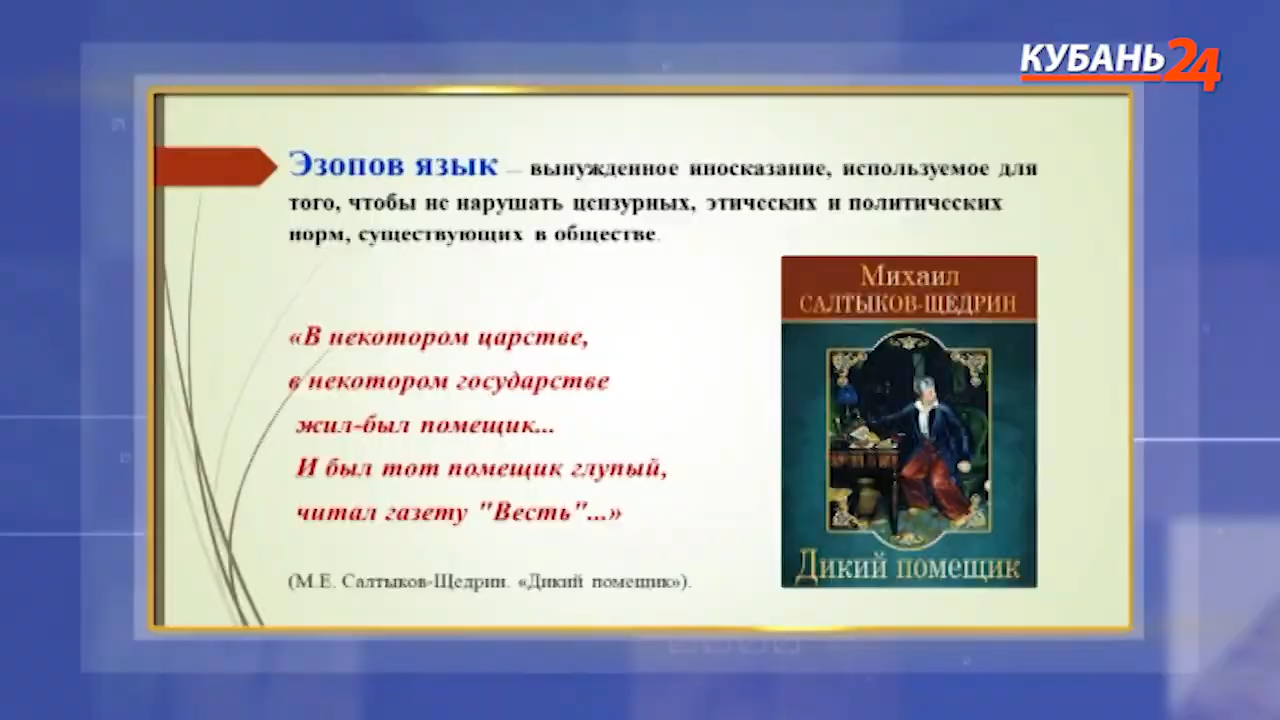 КУБАНЬ 24
Эзопов язык – вынужденное иносказание, используемое для
того, чтобы не нарушать цензурных, этических и политических
норм, существующих в обществе.
«В некотором царстве,
в некотором государстве
жил-был помещик...
И был тот помещик глупый,
читал газету "Весть"...»
(М.Е. Салтыков-Щедрин. «Дикий помещик»).
Михаил
САЛТЫКОВ-ЩЕДРИН
Дикий помещик